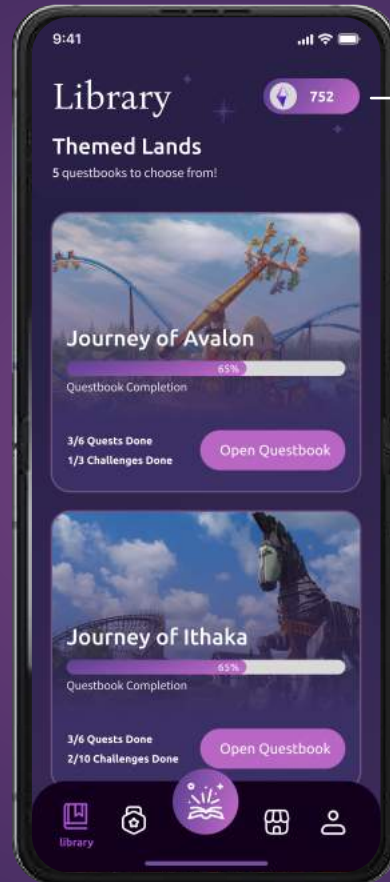 9:41
Library
752
Themed Lands
5 questbooks to choose from!
Journey of Avalon
65%
Questbook Completion
3/6 Quests Done
1/3 Challenges Done
Open Questbook
Journey of Ithaka
65%
Questbook Completion
3/6 Quests Done
2/10 Challenges Done
Open Questbook
library